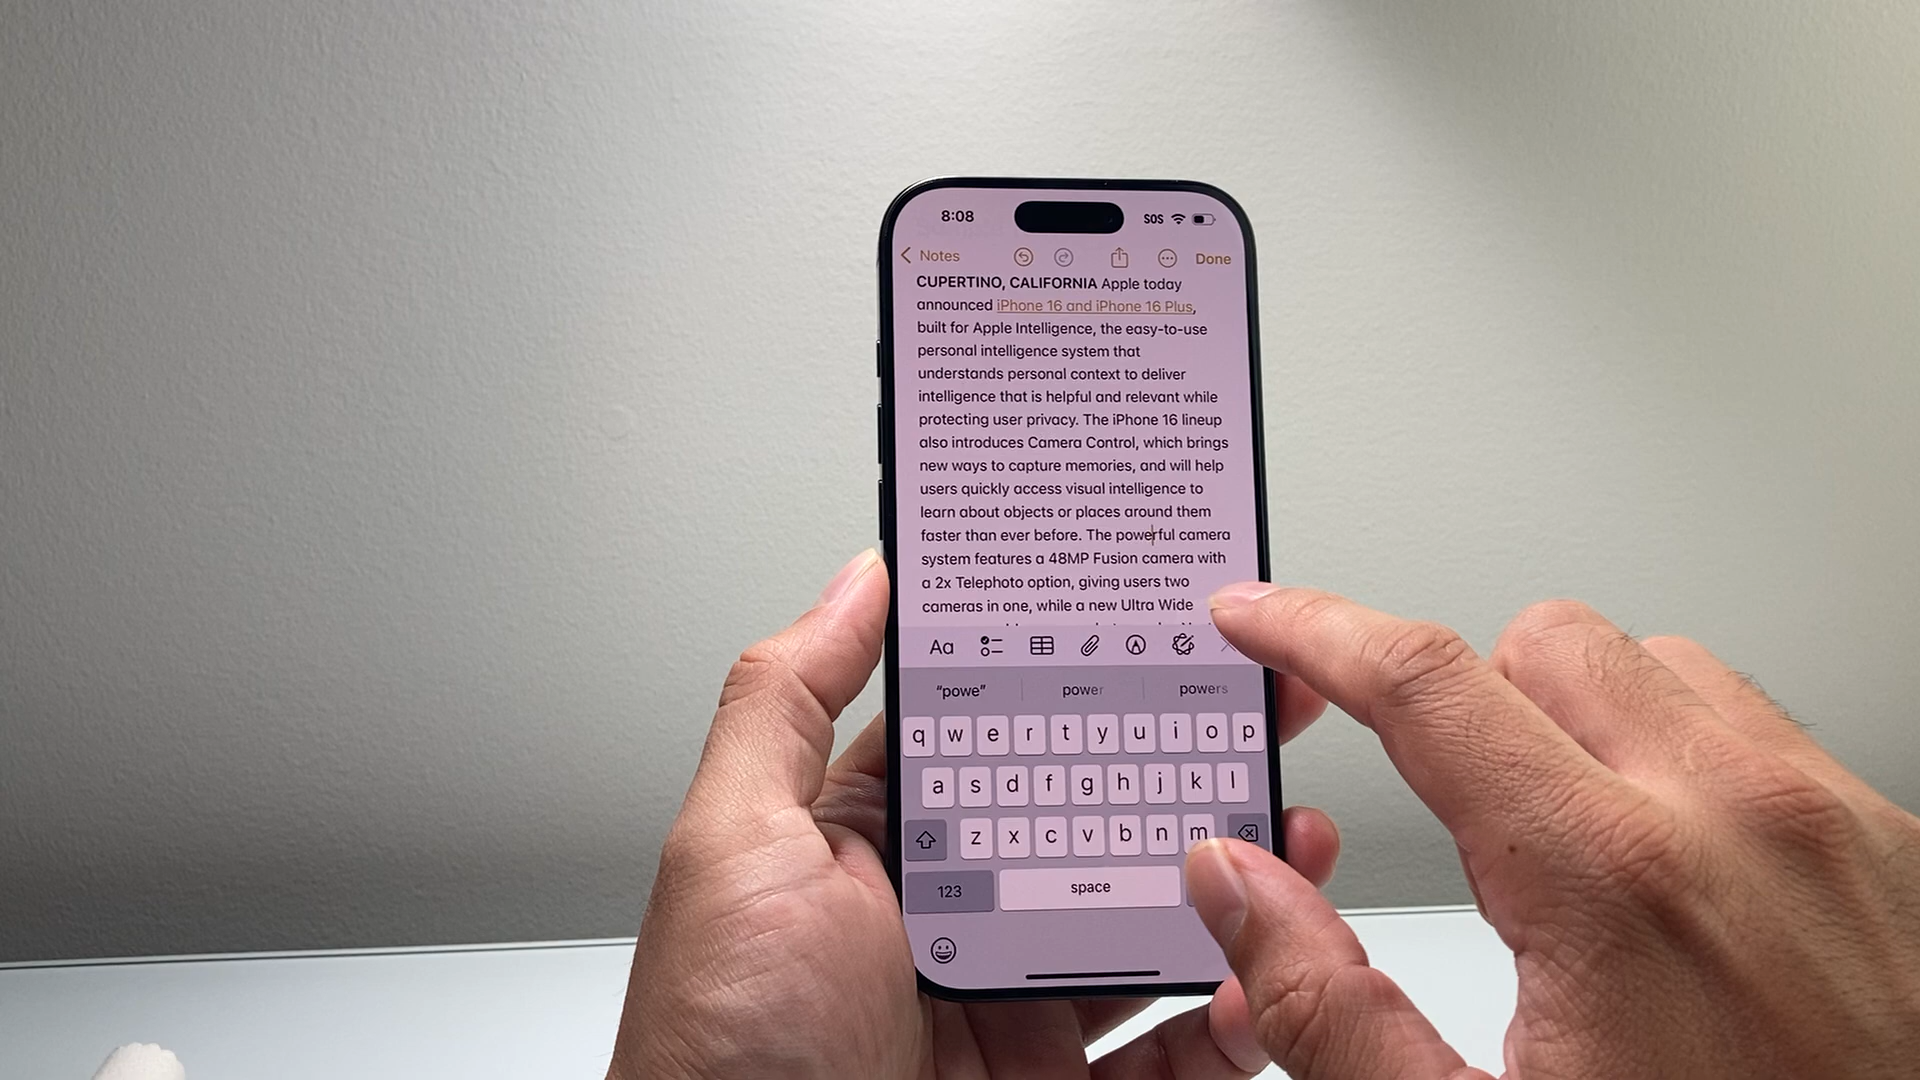 8:08 SOS
Notes Done
CUPERTINO, CALIFORNIA Apple today
announced iPhone 16 and iPhone 16 Plus,
built for Apple Intelligence, the easy-to-use
personal intelligence system that
understands personal context to deliver
intelligence that is helpful and relevant while
protecting user privacy. The iPhone 16 lineup
also introduces Camera Control, which brings
new ways to capture memories, and will help
users quickly access visual intelligence to
learn about objects or places around them
faster than ever before. The powerful camera
system features a 48MP Fusion camera with
a 2x Telephoto option, giving users two
cameras in one, while a new Ultra Wide
Aa
“powe” power powers
q w e r t y u i o p
a s d f g h j k l
z x c v b n m
123 space